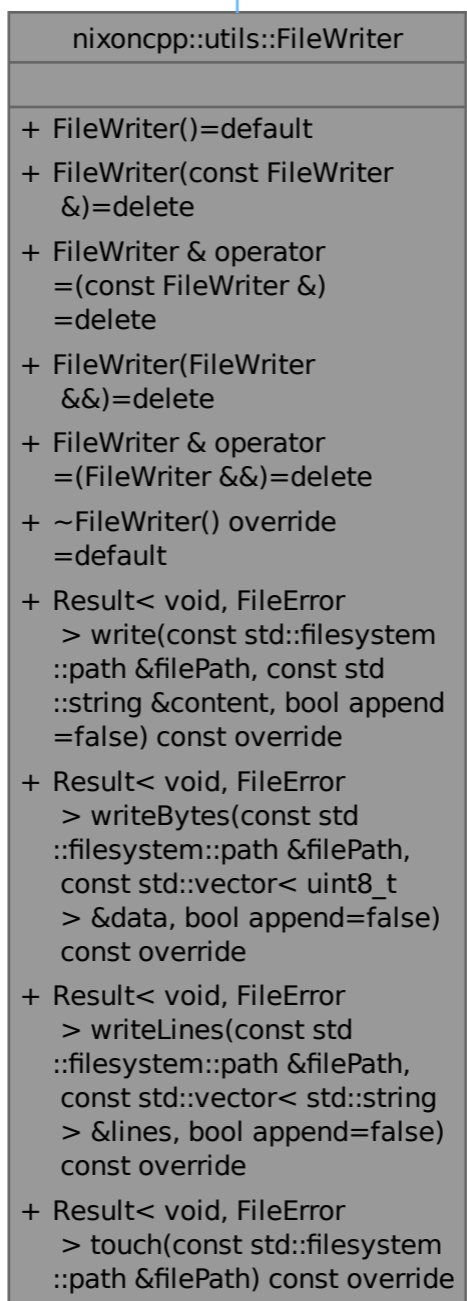 nixoncpp::utils::FileWriter
+ FileWriter()=default
+ FileWriter(const FileWriter
&)=delete
+ FileWriter & operator
=(const FileWriter &)
=delete
+ FileWriter(FileWriter
&&)=delete
+ FileWriter & operator
=(FileWriter &&)=delete
+ ~FileWriter() override
=default
+ Result< void, FileError
> write(const std::filesystem
::path &filePath, const std
::string &content, bool append
=false) const override
+ Result< void, FileError
> writeBytes(const std
::filesystem::path &filePath,
const std::vector< uint8_t
> &data, bool append=false)
const override
+ Result< void, FileError
> writeLines(const std
::filesystem::path &filePath,
const std::vector< std::string
> &lines, bool append=false)
const override
+ Result< void, FileError
> touch(const std::filesystem
::path &filePath) const override